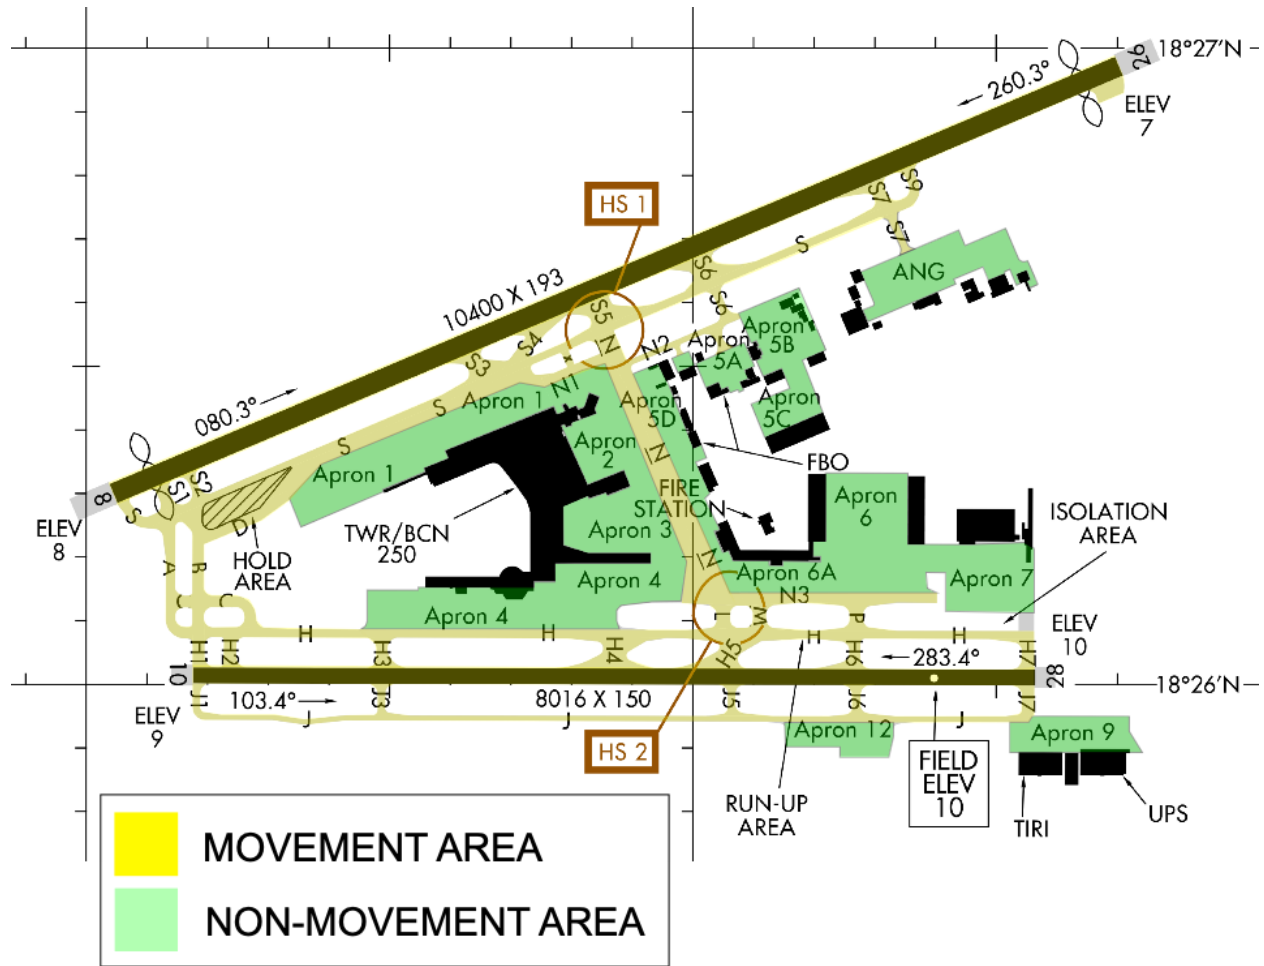 26
18°27'N
260.3°
ELEV
7
S7
S9
HS 1
S7
S
S6
ANG
10400 X 193
S5
S6
Apron
5B
S4
N
N2
Apron
5A
S3
N1
080.3°
S
Apron 1
Apron
5D
Apron
5C
S
Apron
2
N
Apron 1
FBO
S1
S2
8
FIRE
STATION
Apron
6
ISOLATION
AREA
S
D
ELEV
8
TWR/BCN
250
Apron 3
HOLD
AREA
N
A
B
Apron 4
Apron 6A
Apron 7
C
C
N3
Apron 4
L
M
P
H
H
H
H
ELEV
10
H1
H2
H3
H4
H5
H6
H7
283.4°
10
28
18°26'N
103.4°
8016 X 150
J1
J3
J5
J6
J7
ELEV
9
J
J
J
Apron 12
Apron 9
HS 2
FIELD
ELEV
10
RUN-UP
AREA
TIRI
UPS
MOVEMENT AREA
NON-MOVEMENT AREA